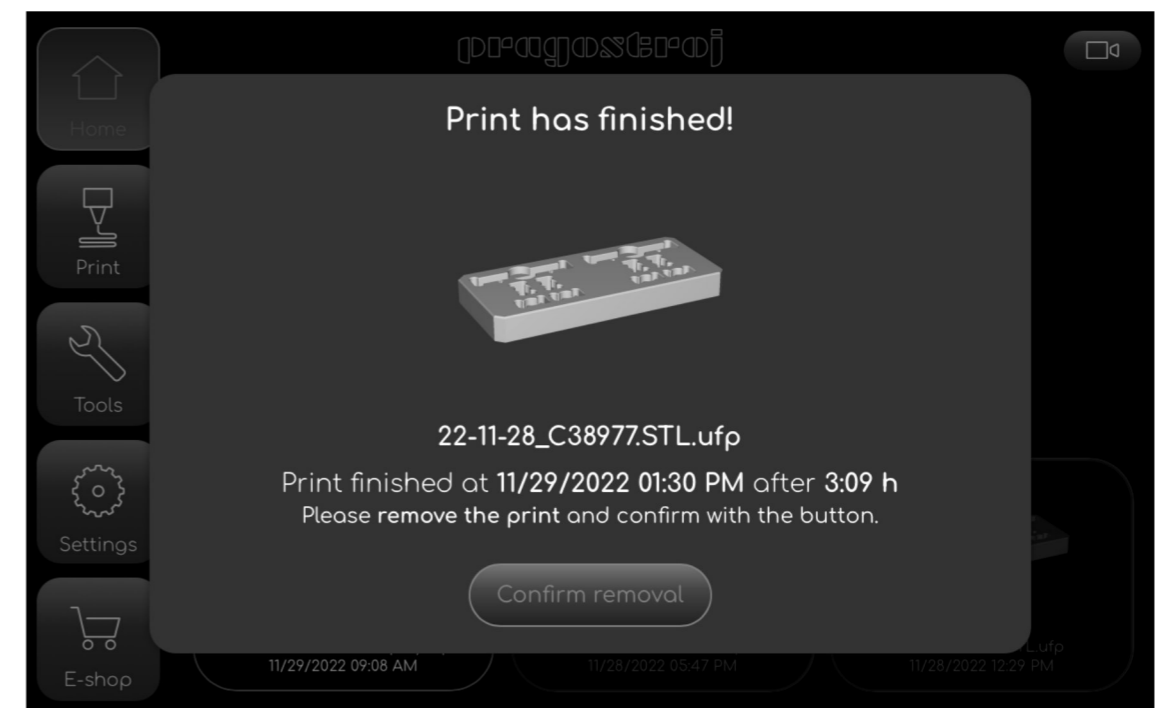 pragostroj
Home
Print has finished!
Print
Tools
22-11-28_C38977.STL.ufp
Print finished at 11/29/2022 01:30 PM after 3:09 h
Please remove the print and confirm with the button.
Settings
Confirm removal
E-shop
11/29/2022 09:08 AM
11/28/2022 05:47 PM
L.ufp
11/28/2022 12:29 PM